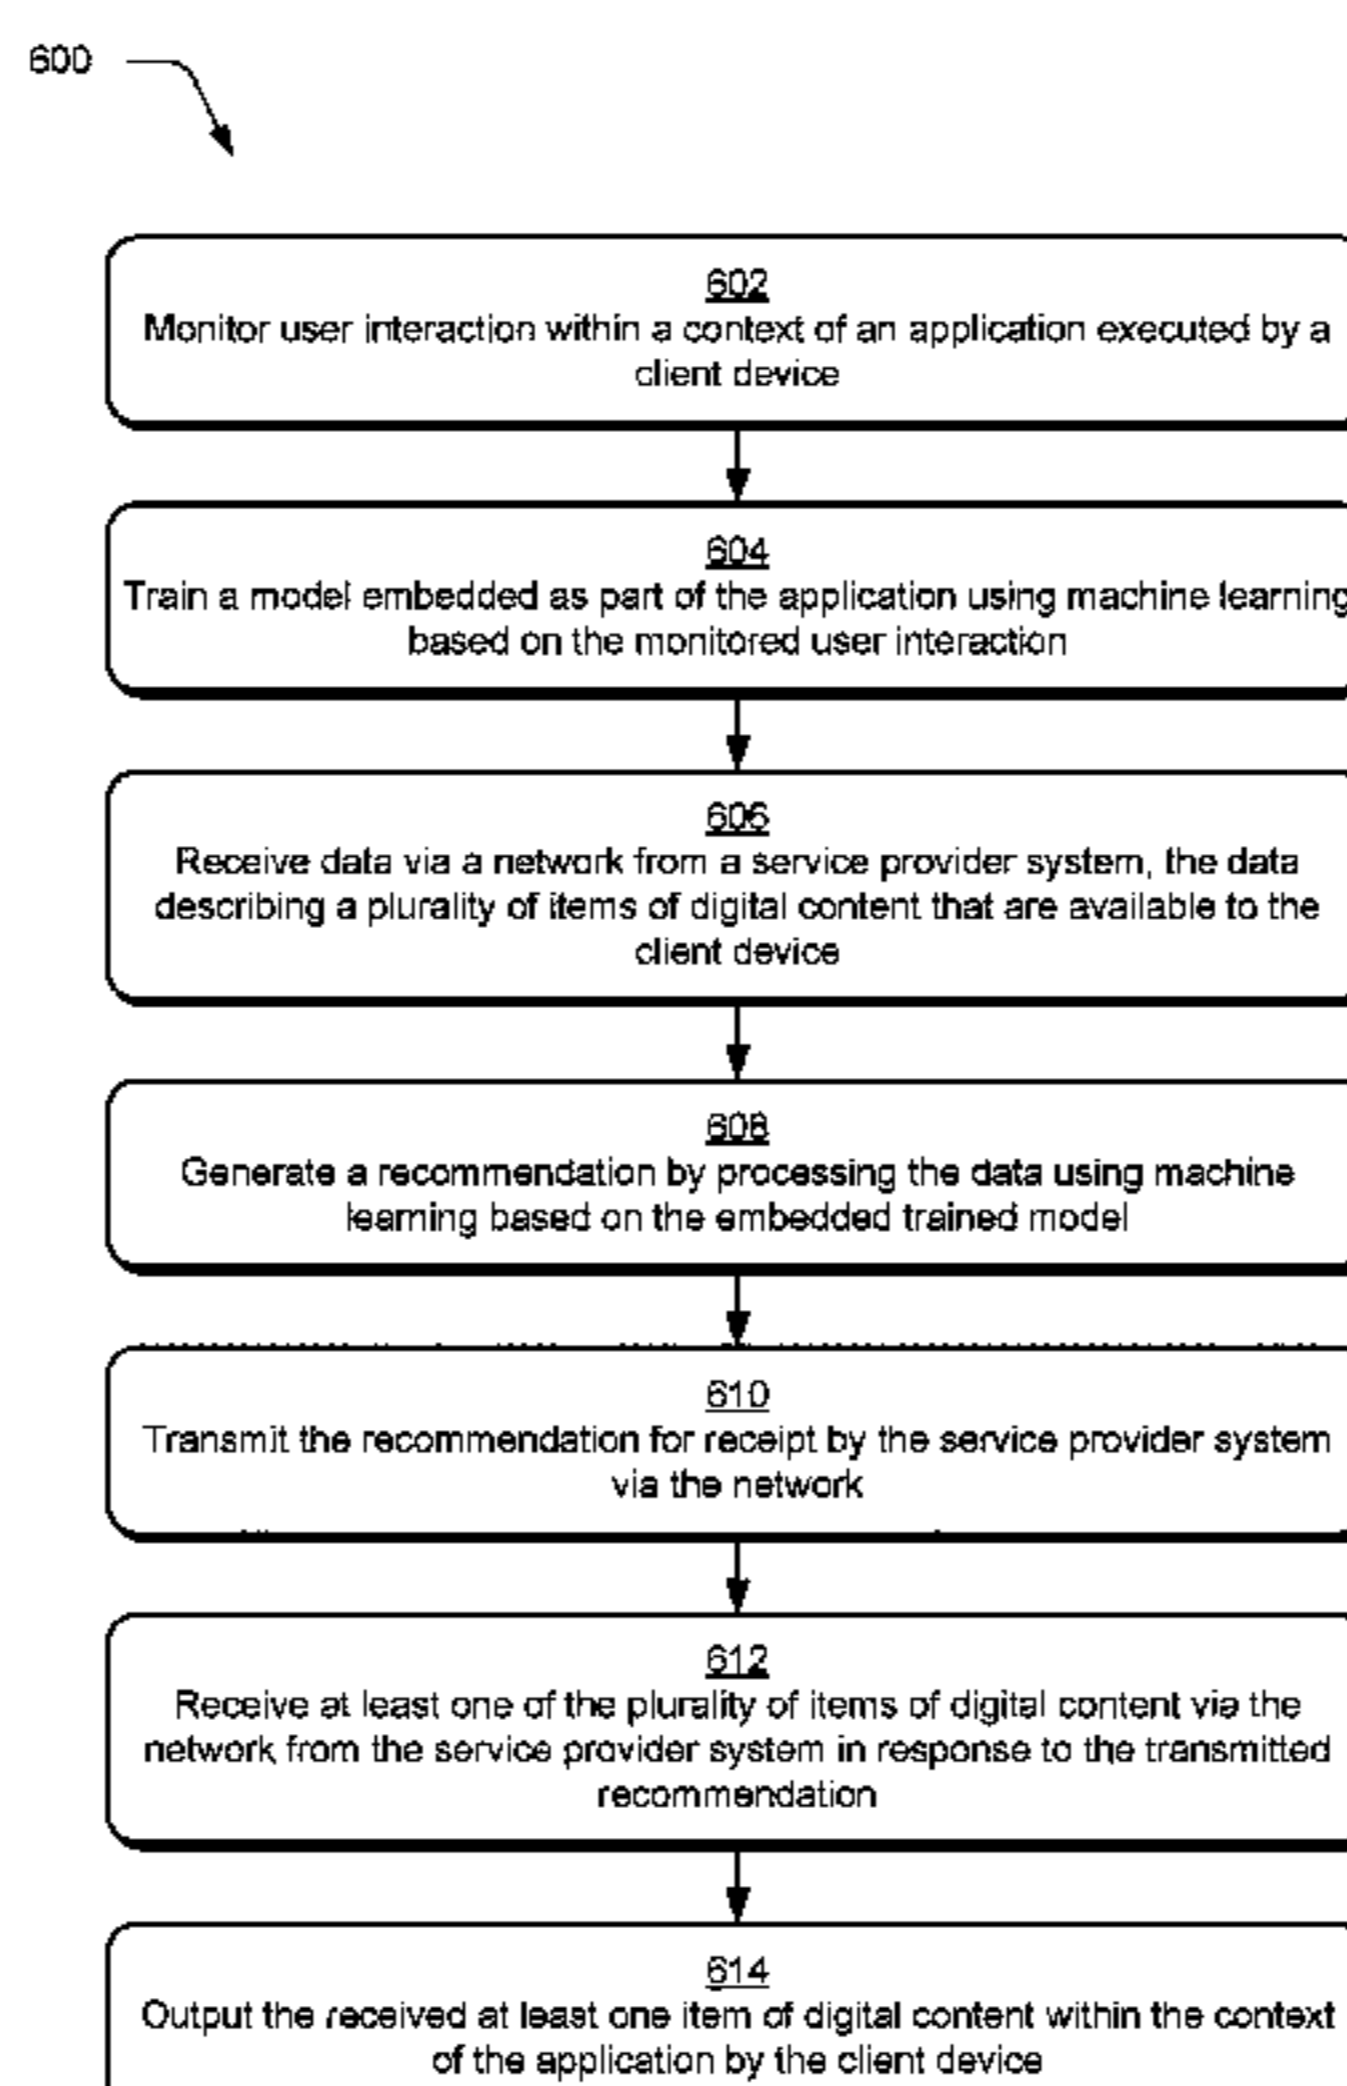 600
602
Monitor user interaction within a context of an application executed by a
client device
604
Train a model embedded as part of the application using machine learning
based on the monitored user interaction
606
Receive data via a network from a service provider system, the data
describing a plurality of items of digital content that are available to the
client device
608
Generate a recommendation by processing the data using machine
learning based on the embedded trained model
610
Transmit the recommendation for receipt by the service provider system
via the network
612
Receive at least one of the plurality of items of digital content via the
network from the service provider system in response to the transmitted
recommendation
614
Output the received at least one item of digital content within the context
of the application by the client device